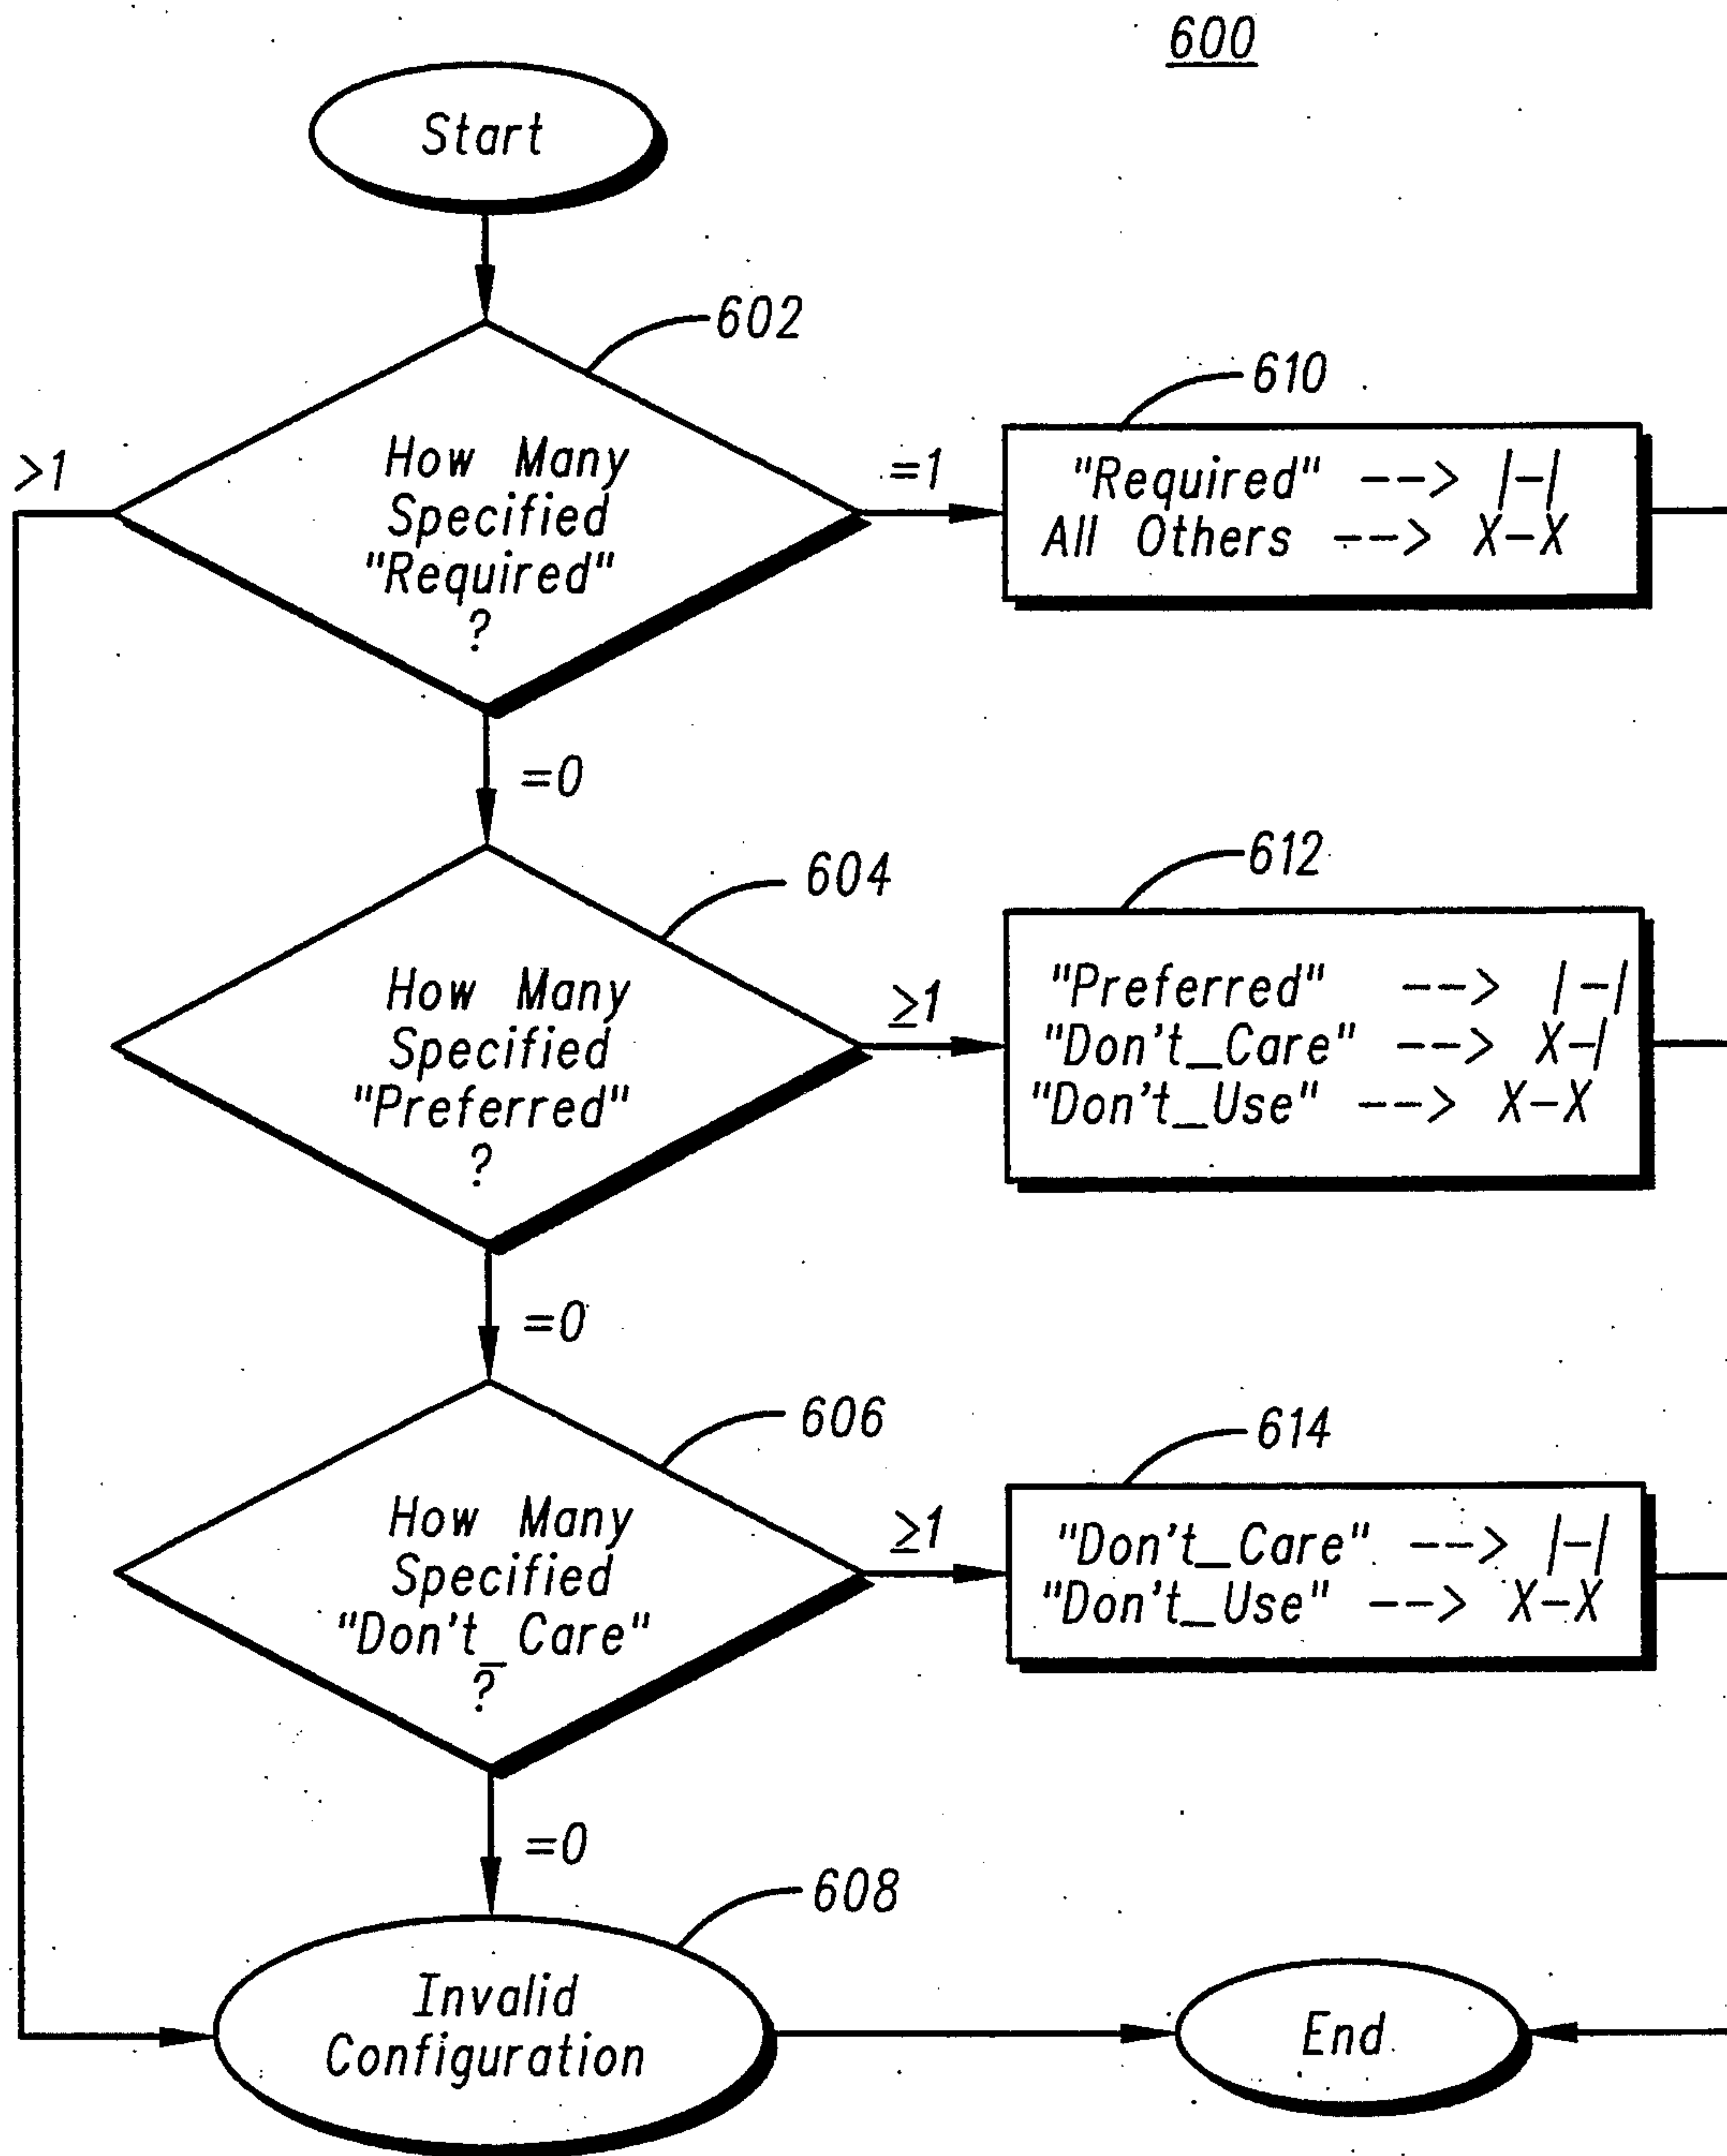 600
Start
602
How Many
Specified
"Required"
?
>1
=1
=0
610
"Required" --> |-|
All Others --> X-X
604
How Many
Specified
"Preferred"
?
≥1
=0
612
"Preferred" --> |-|
"Don't_Care" --> X-|
"Don't_Use" --> X-X
606
How Many
Specified
"Don't_Care"
?
≥1
=0
614
"Don't_Care" --> |-|
"Don't_Use" --> X-X
608
Invalid
Configuration
End